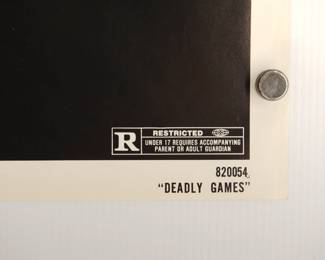 R
RESTRICTED
UNDER 17 REQUIRES ACCOMPANYING
PARENT OR ADULT GUARDIAN
820054
"DEADLY GAMES"